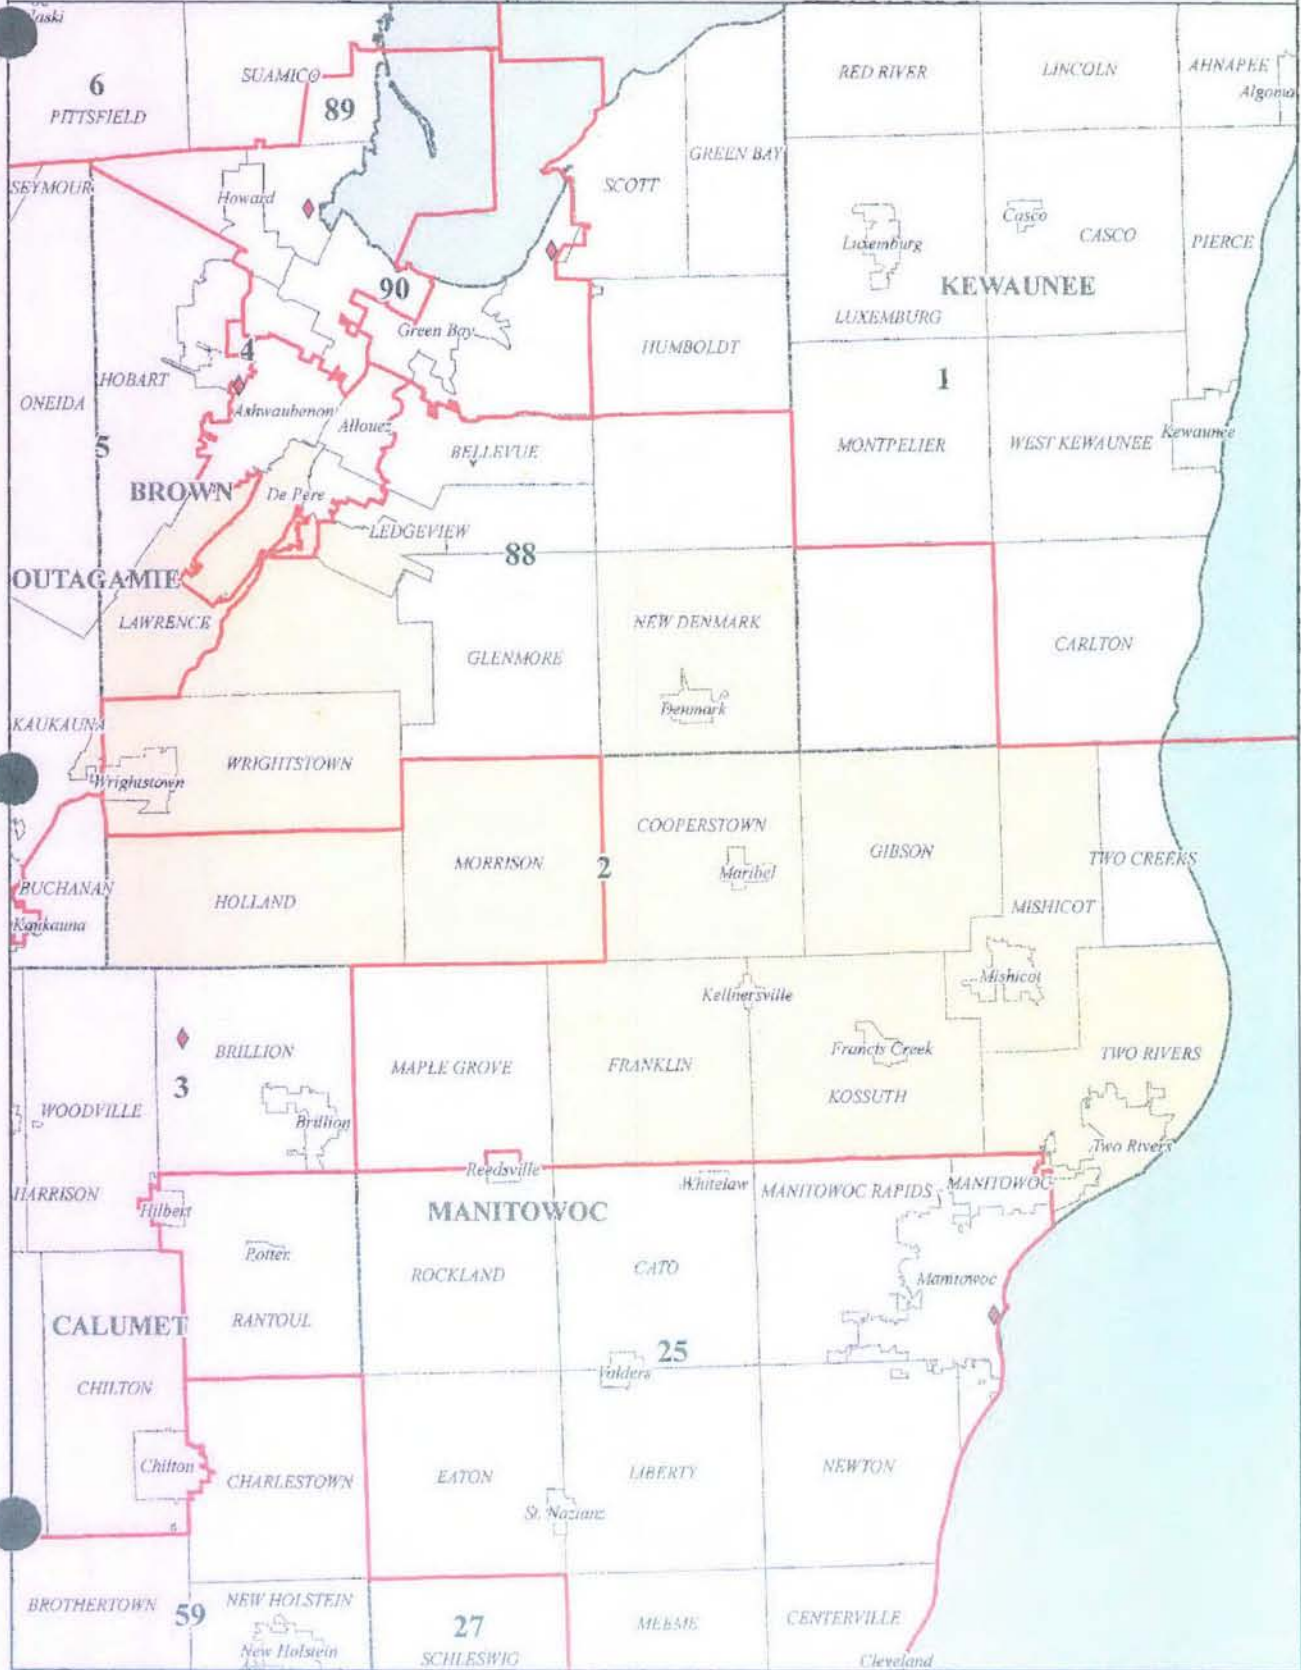 laski
6
PITTSFIELD
SUAMICO
89
RED RIVER
LINCOLN
AHNAPEE
Algoma
SEYMOUR
Howard
SCOTT
GREEN BAY
Luxemburg
Casco
CASCO
PIERCE
KEWAUNEE
LUXEMBURG
90
Green Bay
HUMBOLDT
4
HOBART
ONEIDA
Ashwaubenon
Allouez
5
BELLEVUE
1
MONTPELIER
WEST KEWAUNEE
Kewaunee
BROWN
De Pere
LEDGEVIEW
88
OUTAGAMIE
LAWRENCE
GLENMORE
NEW DENMARK
Denmark
CARLTON
KAUKAUNA
Wrightstown
WRIGHTSTOWN
COOPERSTOWN
Maribel
GIBSON
TWO CREEKS
MORRISON
2
BUCHANAN
Kaukauna
HOLLAND
MISHICOT
Mishicot
Kellnersville
BRILLION
3
Brillion
MAPLE GROVE
FRANKLIN
Francis Creek
KOSSUTH
TWO RIVERS
Two Rivers
WOODVILLE
HARRISON
Hilbert
Reedsville
Whitelaw
MANITOWOC RAPIDS
MANITOWOC
MANITOWOC
Potter
ROCKLAND
CATO
Manitowoc
CALUMET
RANTOUL
25
Valders
CHILTON
Chilton
CHARLESTOWN
EATON
LIBERTY
NEWTON
St. Nazianz
BROTHERTOWN
59
NEW HOLSTEIN
New Holstein
27
SCHLESWIG
MEEME
CENTERVILLE
Cleveland